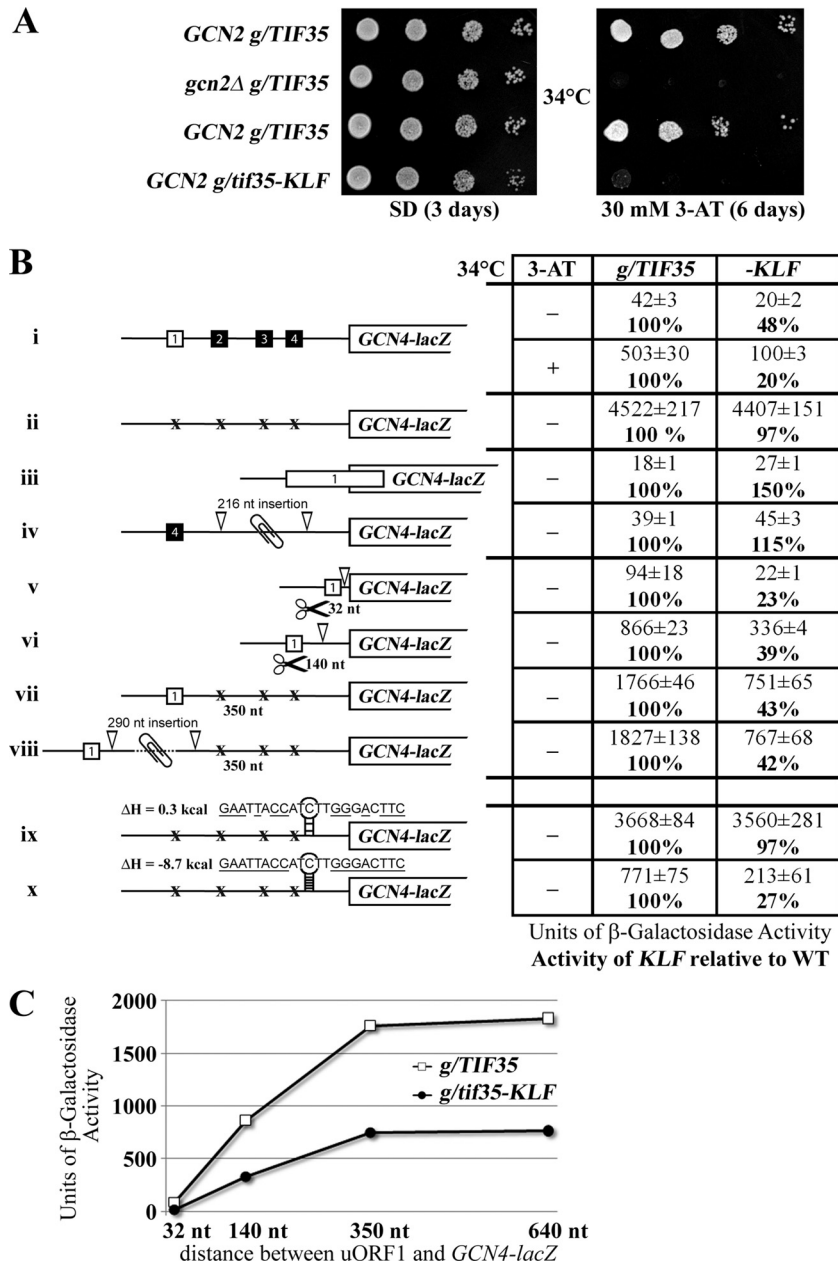 A
GCN2 g/TIF35
gcn2Δ g/TIF35
GCN2 g/TIF35
GCN2 g/tif35-KLF
34°C
SD (3 days)
30 mM 3-AT (6 days)
B
34°C 3-AT g/TIF35 -KLF
i 1 2 3 4 GCN4-lacZ
– 42±3 20±2
100% 48%
+ 503±30 100±3
100% 20%
ii x x x x GCN4-lacZ
– 4522±217 4407±151
100 % 97%
iii 1 GCN4-lacZ
– 18±1 27±1
100% 150%
216 nt insertion
iv 4 GCN4-lacZ
– 39±1 45±3
100% 115%
v 1 GCN4-lacZ
32 nt
– 94±18 22±1
100% 23%
vi 1 GCN4-lacZ
140 nt
– 866±23 336±4
100% 39%
vii 1 x x x GCN4-lacZ
350 nt
– 1766±46 751±65
100% 43%
290 nt insertion
viii 1 x x x GCN4-lacZ
350 nt
– 1827±138 767±68
100% 42%
ΔH = 0.3 kcal GAATTACCATCTTGGGACTTC
ix x x x x GCN4-lacZ
– 3668±84 3560±281
100% 97%
ΔH = -8.7 kcal GAATTACCATCTTGGGACTTC
x x x x x GCN4-lacZ
– 771±75 213±61
100% 27%
Units of β-Galactosidase Activity
Activity of KLF relative to WT
C
Units of β-Galactosidase
Activity
2000
1500
1000
500
0
g/TIF35
g/tif35-KLF
32 nt 140 nt 350 nt 640 nt
distance between uORF1 and GCN4-lacZ